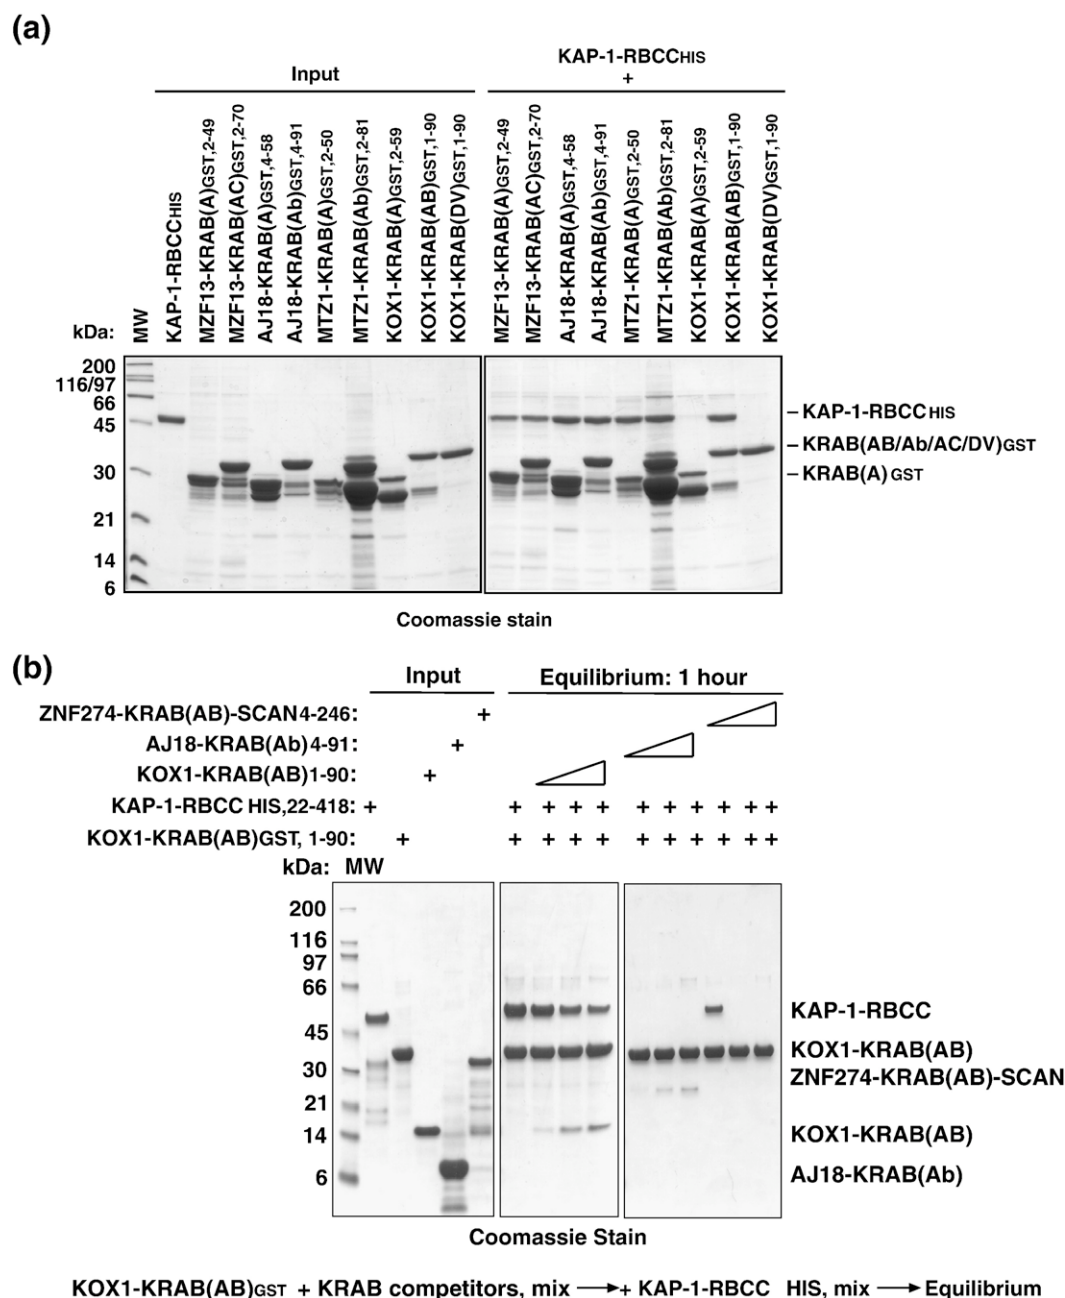 (a)
Input
KAP-1-RBCCHIS
+
kDa:
MW
KAP-1-RBCCHIS
MZF13-KRAB(A)GST,2-49
MZF13-KRAB(AC)GST,2-70
AJ18-KRAB(A)GST,4-58
AJ18-KRAB(Ab)GST,4-91
MTZ1-KRAB(A)GST,2-50
MTZ1-KRAB(Ab)GST,2-81
KOX1-KRAB(A)GST,2-59
KOX1-KRAB(AB)GST,1-90
KOX1-KRAB(DV)GST,1-90
MZF13-KRAB(A)GST,2-49
MZF13-KRAB(AC)GST,2-70
AJ18-KRAB(A)GST,4-58
AJ18-KRAB(Ab)GST,4-91
MTZ1-KRAB(A)GST,2-50
MTZ1-KRAB(Ab)GST,2-81
KOX1-KRAB(A)GST,2-59
KOX1-KRAB(AB)GST,1-90
KOX1-KRAB(DV)GST,1-90
200
116/97
66
45
30
21
14
6
– KAP-1-RBCCHIS
– KRAB(AB/Ab/AC/DV)GST
– KRAB(A) GST
Coomassie stain
(b)
Input
Equilibrium: 1 hour
ZNF274-KRAB(AB)-SCAN4-246: +
AJ18-KRAB(Ab)4-91: +
KOX1-KRAB(AB)1-90: +
KAP-1-RBCC HIS,22-418: + + + + + + + + + + +
KOX1-KRAB(AB)GST, 1-90: + + + + + + + + + + +
kDa: MW
200
116
97
66
45
30
21
14
6
KAP-1-RBCC
KOX1-KRAB(AB)
ZNF274-KRAB(AB)-SCAN
KOX1-KRAB(AB)
AJ18-KRAB(Ab)
Coomassie Stain
KOX1-KRAB(AB)GST + KRAB competitors, mix → + KAP-1-RBCC HIS, mix → Equilibrium